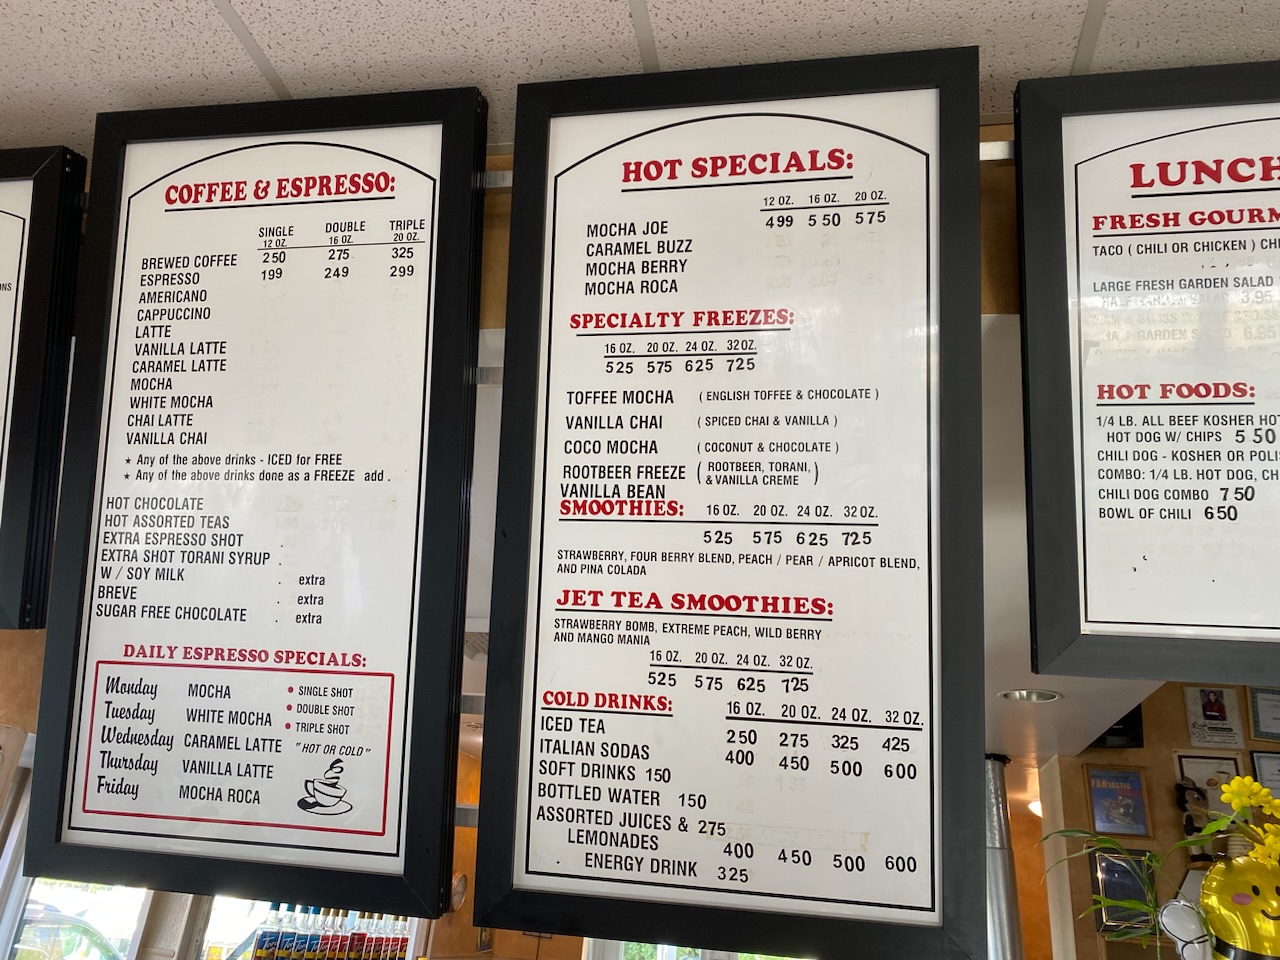 ONS
COFFEE & ESPRESSO:
SINGLE DOUBLE TRIPLE
12 OZ. 16 OZ. 20 OZ.
BREWED COFFEE 250 275 325
ESPRESSO 199 249 299
AMERICANO
CAPPUCCINO
LATTE
VANILLA LATTE
CARAMEL LATTE
MOCHA
WHITE MOCHA
CHAI LATTE
VANILLA CHAI
★ Any of the above drinks - ICED for FREE
★ Any of the above drinks done as a FREEZE add .
HOT CHOCOLATE
HOT ASSORTED TEAS
EXTRA ESPRESSO SHOT .
EXTRA SHOT TORANI SYRUP .
W / SOY MILK . extra
BREVE . extra
SUGAR FREE CHOCOLATE . extra
DAILY ESPRESSO SPECIALS:
Monday MOCHA
Tuesday WHITE MOCHA
Wednesday CARAMEL LATTE
Thursday VANILLA LATTE
Friday MOCHA ROCA
• SINGLE SHOT
• DOUBLE SHOT
• TRIPLE SHOT
"HOT OR COLD"
HOT SPECIALS:
12 OZ. 16 OZ. 20 OZ.
499 550 575
MOCHA JOE
CARAMEL BUZZ
MOCHA BERRY
MOCHA ROCA
SPECIALTY FREEZES:
16 OZ. 20 OZ. 24 OZ. 32 OZ.
525 575 625 725
TOFFEE MOCHA ( ENGLISH TOFFEE & CHOCOLATE )
VANILLA CHAI ( SPICED CHAI & VANILLA )
COCO MOCHA ( COCONUT & CHOCOLATE )
ROOTBEER FREEZE ( ROOTBEER, TORANI, & VANILLA CREME )
VANILLA BEAN
SMOOTHIES: 16 OZ. 20 OZ. 24 OZ. 32 OZ.
525 575 625 725
STRAWBERRY, FOUR BERRY BLEND, PEACH / PEAR / APRICOT BLEND,
AND PINA COLADA
JET TEA SMOOTHIES:
STRAWBERRY BOMB, EXTREME PEACH, WILD BERRY
AND MANGO MANIA
16 OZ. 20 OZ. 24 OZ. 32 OZ.
525 575 625 725
COLD DRINKS: 16 OZ. 20 OZ. 24 OZ. 32 OZ.
ICED TEA 250 275 325 425
ITALIAN SODAS 400 450 500 600
SOFT DRINKS 150
BOTTLED WATER 150
ASSORTED JUICES & 275
LEMONADES 400 450 500 600
ENERGY DRINK 325
LUNCH
FRESH GOURM
TACO ( CHILI OR CHICKEN ) CHI
LARGE FRESH GARDEN SALAD
HOT FOODS:
1/4 LB. ALL BEEF KOSHER HO
HOT DOG W/ CHIPS 550
CHILI DOG - KOSHER OR POLI
COMBO: 1/4 LB. HOT DOG, CH
CHILI DOG COMBO 750
BOWL OF CHILI 650